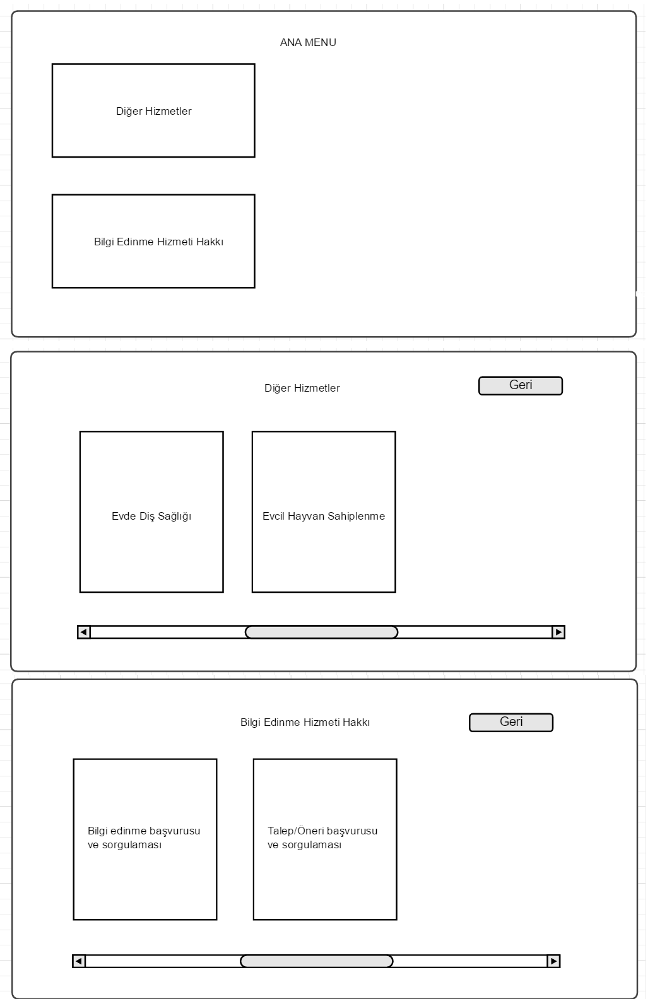 ANA MENU
Diğer Hizmetler
Bilgi Edinme Hizmeti Hakkı
Diğer Hizmetler
Geri
Evde Diş Sağlığı
Evcil Hayvan Sahiplenme
Bilgi Edinme Hizmeti Hakkı
Geri
Bilgi edinme başvurusu
ve sorgulaması
Talep/Öneri başvurusu
ve sorgulaması